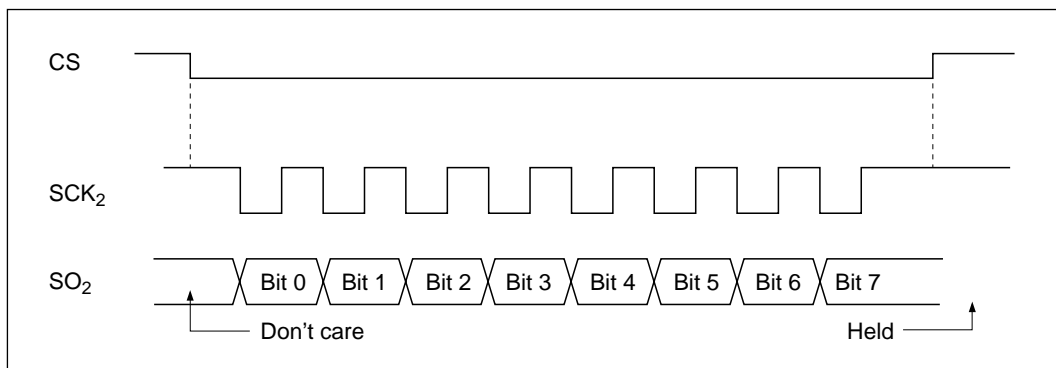 CS
SCK2
SO2 Bit 0 Bit 1 Bit 2 Bit 3 Bit 4 Bit 5 Bit 6 Bit 7
Don't care Held